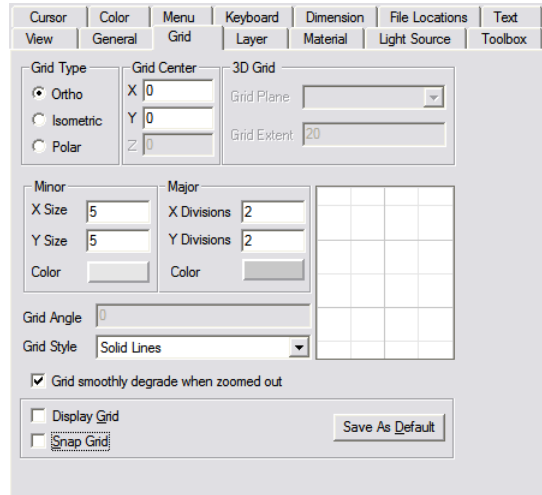 Cursor Color Menu Keyboard Dimension File Locations Text
View General Grid Layer Material Light Source Toolbox
Grid Type Grid Center 3D Grid
Ortho X 0 Grid Plane
Isometric Y 0 Grid Extent 20
Polar Z 0
Minor Major
X Size 5 X Divisions 2
Y Size 5 Y Divisions 2
Color Color
Grid Angle 0
Grid Style Solid Lines
Grid smoothly degrade when zoomed out
Display Grid
Snap Grid Save As Default